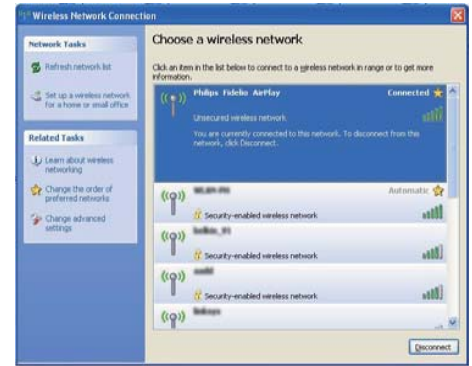 Wireless Network Connection
Network Tasks
Refresh network list
Set up a wireless network
for a home or small office
Related Tasks
Learn about wireless
networking
Change the order of
preferred networks
Change advanced
settings
Choose a wireless network
Click an item in the list below to connect to a wireless network in range or to get more
information.
Philips Fidelio AirPlay
Connected
Unsecured wireless network
You are currently connected to this network. To disconnect from this
network, click Disconnect.
Automatic
Security-enabled wireless network
Security-enabled wireless network
Security-enabled wireless network
Disconnect